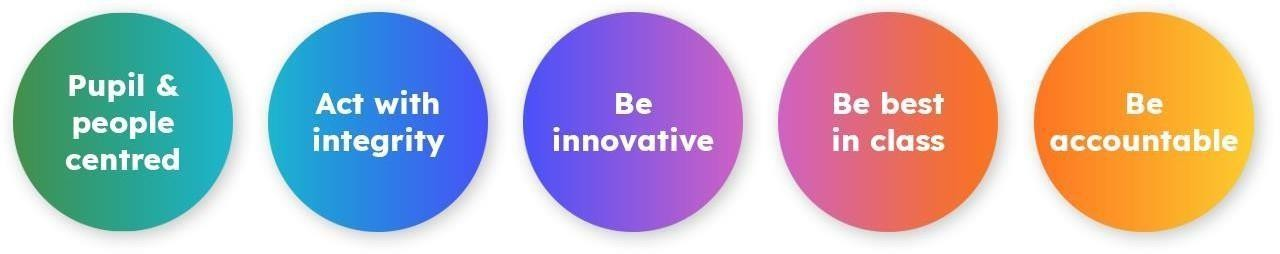 Pupil &
people
centred
Act with
integrity
Be
innovative
Be best
in class
Be
accountable